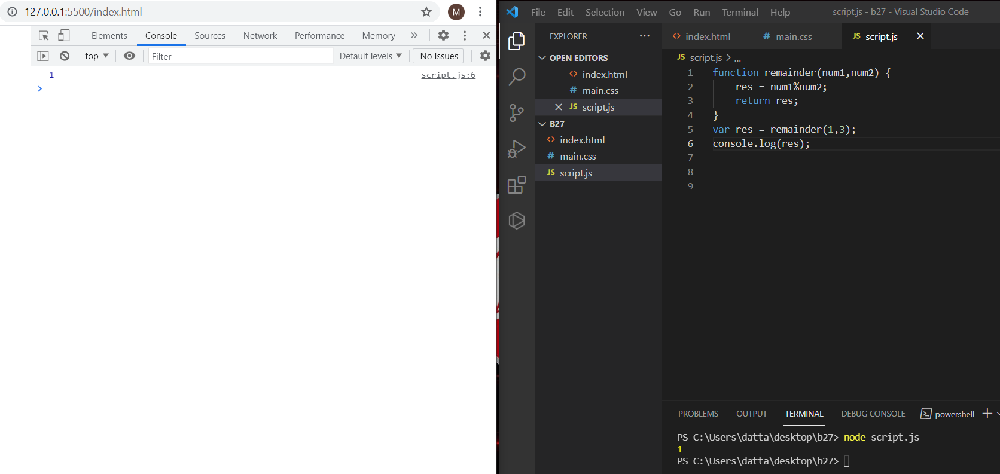 127.0.0.1:5500/index.html
M
Elements Console Sources Network Performance Memory
top Filter Default levels No Issues
1 script.js:6
File Edit Selection View Go Run Terminal Help script.js - b27 - Visual Studio Code
EXPLORER
OPEN EDITORS
<> index.html
# main.css
JS script.js
B27
<> index.html
# main.css
JS script.js
<> index.html # main.css JS script.js
JS script.js > ...
1 function remainder(num1,num2) {
2 res = num1%num2;
3 return res;
4 }
5 var res = remainder(1,3);
6 console.log(res);
7
8
9
PROBLEMS OUTPUT TERMINAL DEBUG CONSOLE powershell
PS C:\Users\datta\desktop\b27> node script.js
1
PS C:\Users\datta\desktop\b27>